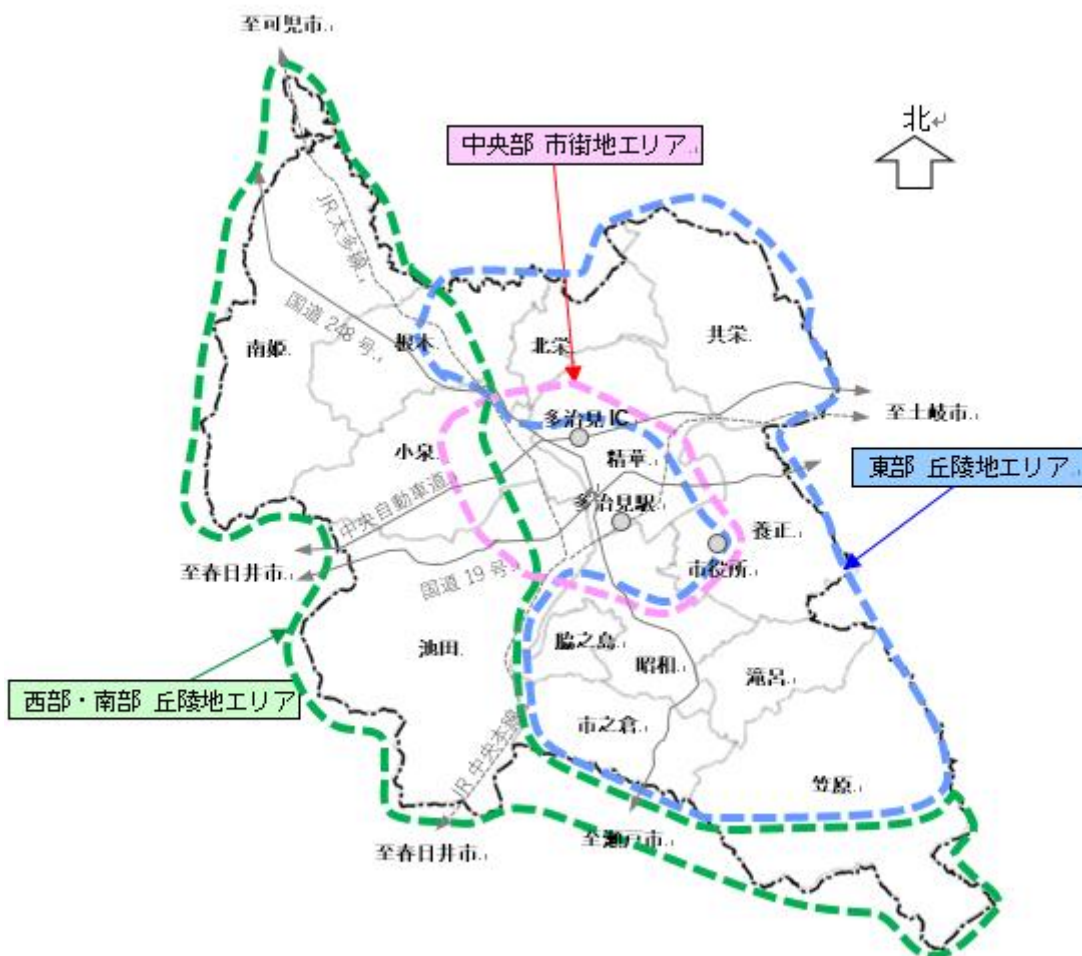 至可児市
北
中央部 市街地エリア
JR太多線
国道248号
南姫
根本
北栄
共栄
至土岐市
多治見IC
小泉
精華
東部 丘陵地エリア
中央自動車道
多治見駅
養正
至春日井市
市役所
国道19号
池田
脇之島
昭和
滝呂
西部・南部 丘陵地エリア
市之倉
JR中央本線
笠原
至瀬戸市
至春日井市